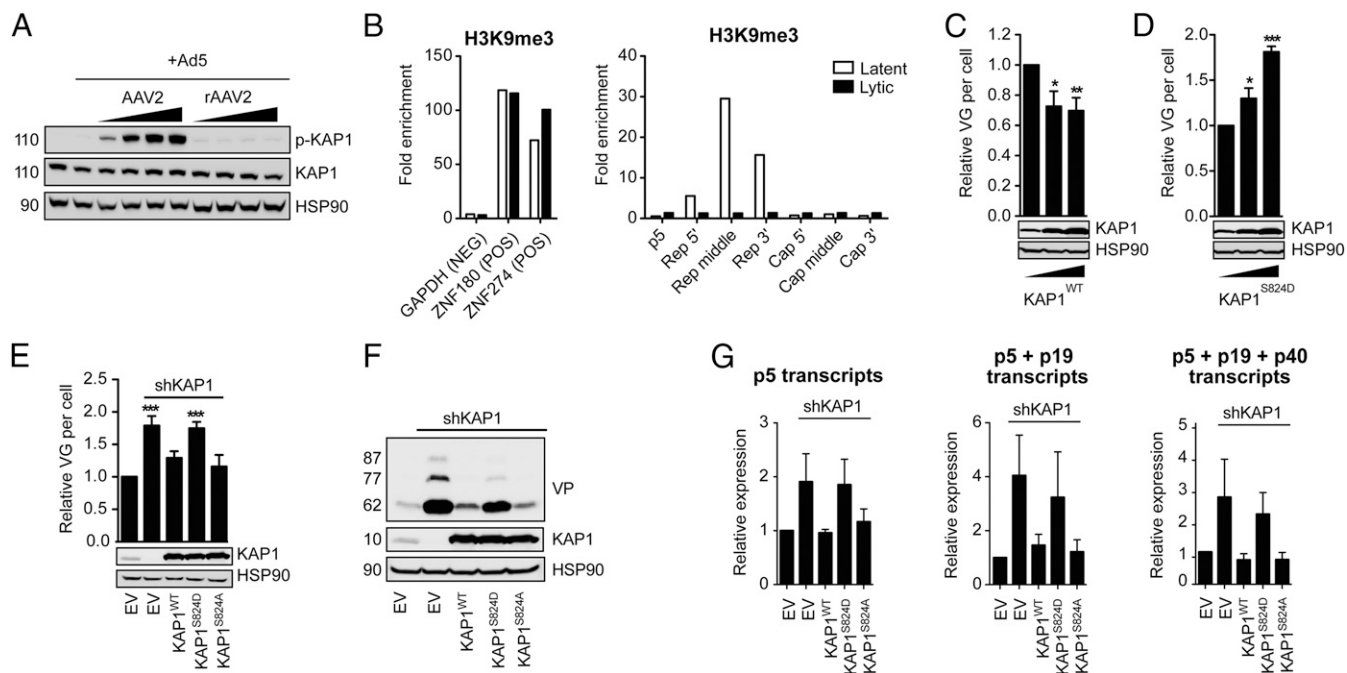 A
+Ad5
AAV2 rAAV2
110 p-KAP1
110 KAP1
90 HSP90
B
H3K9me3
Fold enrichment
150
100
50
0
GAPDH (NEG)
ZNF180 (POS)
ZNF274 (POS)
H3K9me3
Latent
Lytic
Fold enrichment
40
30
20
10
0
p5
Rep 5'
Rep middle
Rep 3'
Cap 5'
Cap middle
Cap 3'
C
Relative VG per cell
1.2
1.0
0.8
0.6
0.4
0.2
0.0
*
**
KAP1
HSP90
KAP1WT
D
Relative VG per cell
2.0
1.5
1.0
0.5
0.0
*
***
KAP1
HSP90
KAP1S824D
E
shKAP1
Relative VG per cell
2.5
2.0
1.5
1.0
0.5
0.0
***
***
KAP1
HSP90
EV
EV
KAP1WT
KAP1S824D
KAP1S824A
F
shKAP1
87
77
62
VP
10 KAP1
90 HSP90
EV
EV
KAP1WT
KAP1S824D
KAP1S824A
G
p5 transcripts
shKAP1
Relative expression
3
2
1
0
EV
EV
KAP1WT
KAP1S824D
KAP1S824A
p5 + p19
transcripts
shKAP1
Relative expression
6
4
2
0
EV
EV
KAP1WT
KAP1S824D
KAP1S824A
p5 + p19 + p40
transcripts
shKAP1
Relative expression
5
4
3
2
1
0
EV
EV
KAP1WT
KAP1S824D
KAP1S824A